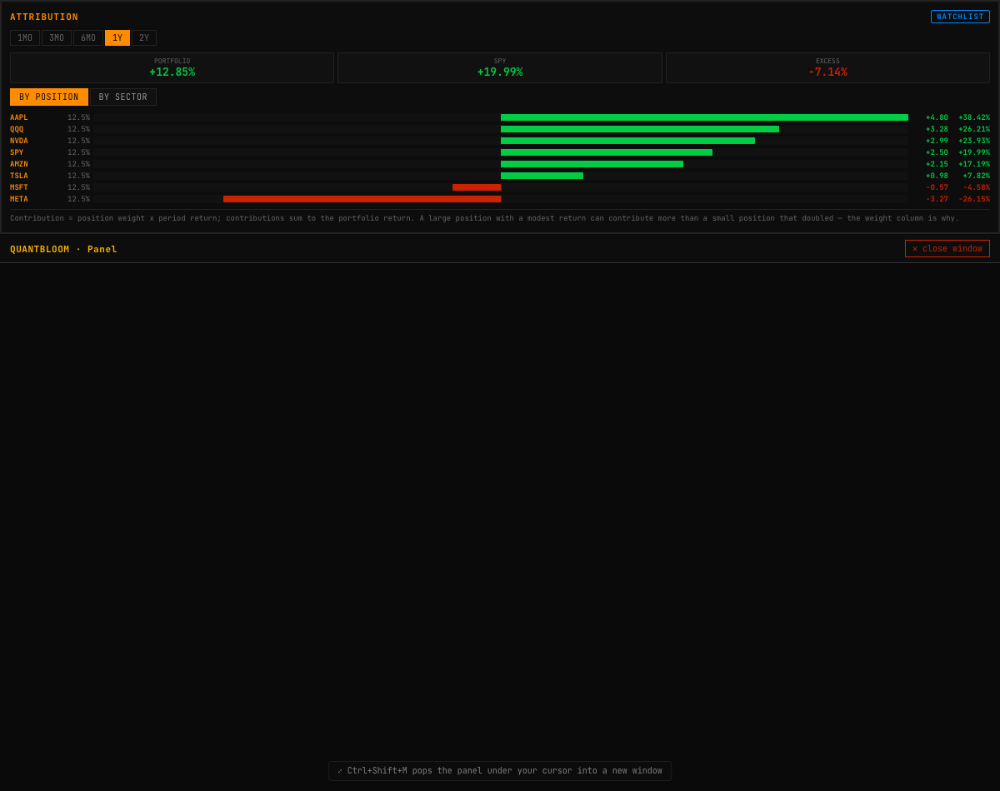 ATTRIBUTION
WATCHLIST
1MO 3MO 6MO 1Y 2Y
PORTFOLIO SPY EXCESS
+12.85% +19.99% -7.14%
BY POSITION BY SECTOR
AAPL 12.5% +4.80 +38.42%
QQQ 12.5% +3.28 +26.21%
NVDA 12.5% +2.99 +23.93%
SPY 12.5% +2.50 +19.99%
AMZN 12.5% +2.15 +17.19%
TSLA 12.5% +0.98 +7.82%
MSFT 12.5% -0.57 -4.58%
META 12.5% -3.27 -26.15%
Contribution = position weight x period return; contributions sum to the portfolio return. A large position with a modest return can contribute more than a small position that doubled — the weight column is why.
QUANTBLOOM · Panel
× close window
⤢ Ctrl+Shift+M pops the panel under your cursor into a new window